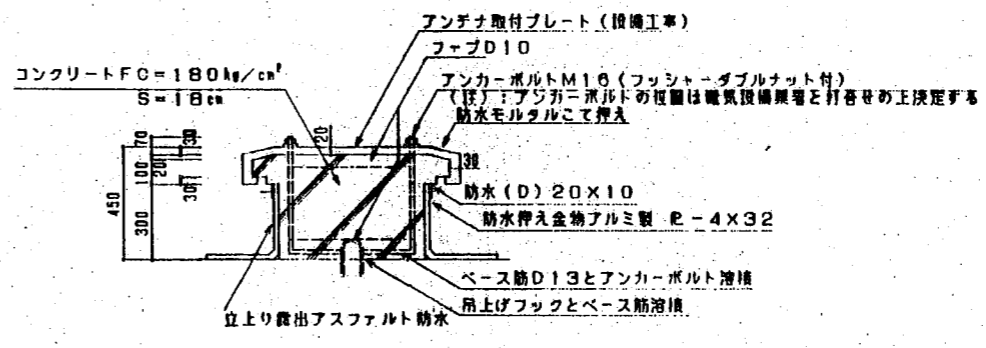 アンテナ取付プレート(設備工事)
フープD10
コンクリートFC=180kg/cm²
S=18cm
アンカーボルトM16(ワッシャーダブルナット付)
(注):アンカーボルトの位置は電気設備業者と打合せの上決定する
防水モルタルこて押え
70
30
20
30
100
20
30
450
300
防水(D)20×10
防水押え金物アルミ製 ℓ-4×32
ベース筋D13とアンカーボルト溶接
吊上げフックとベース筋溶接
立上り露出アスファルト防水